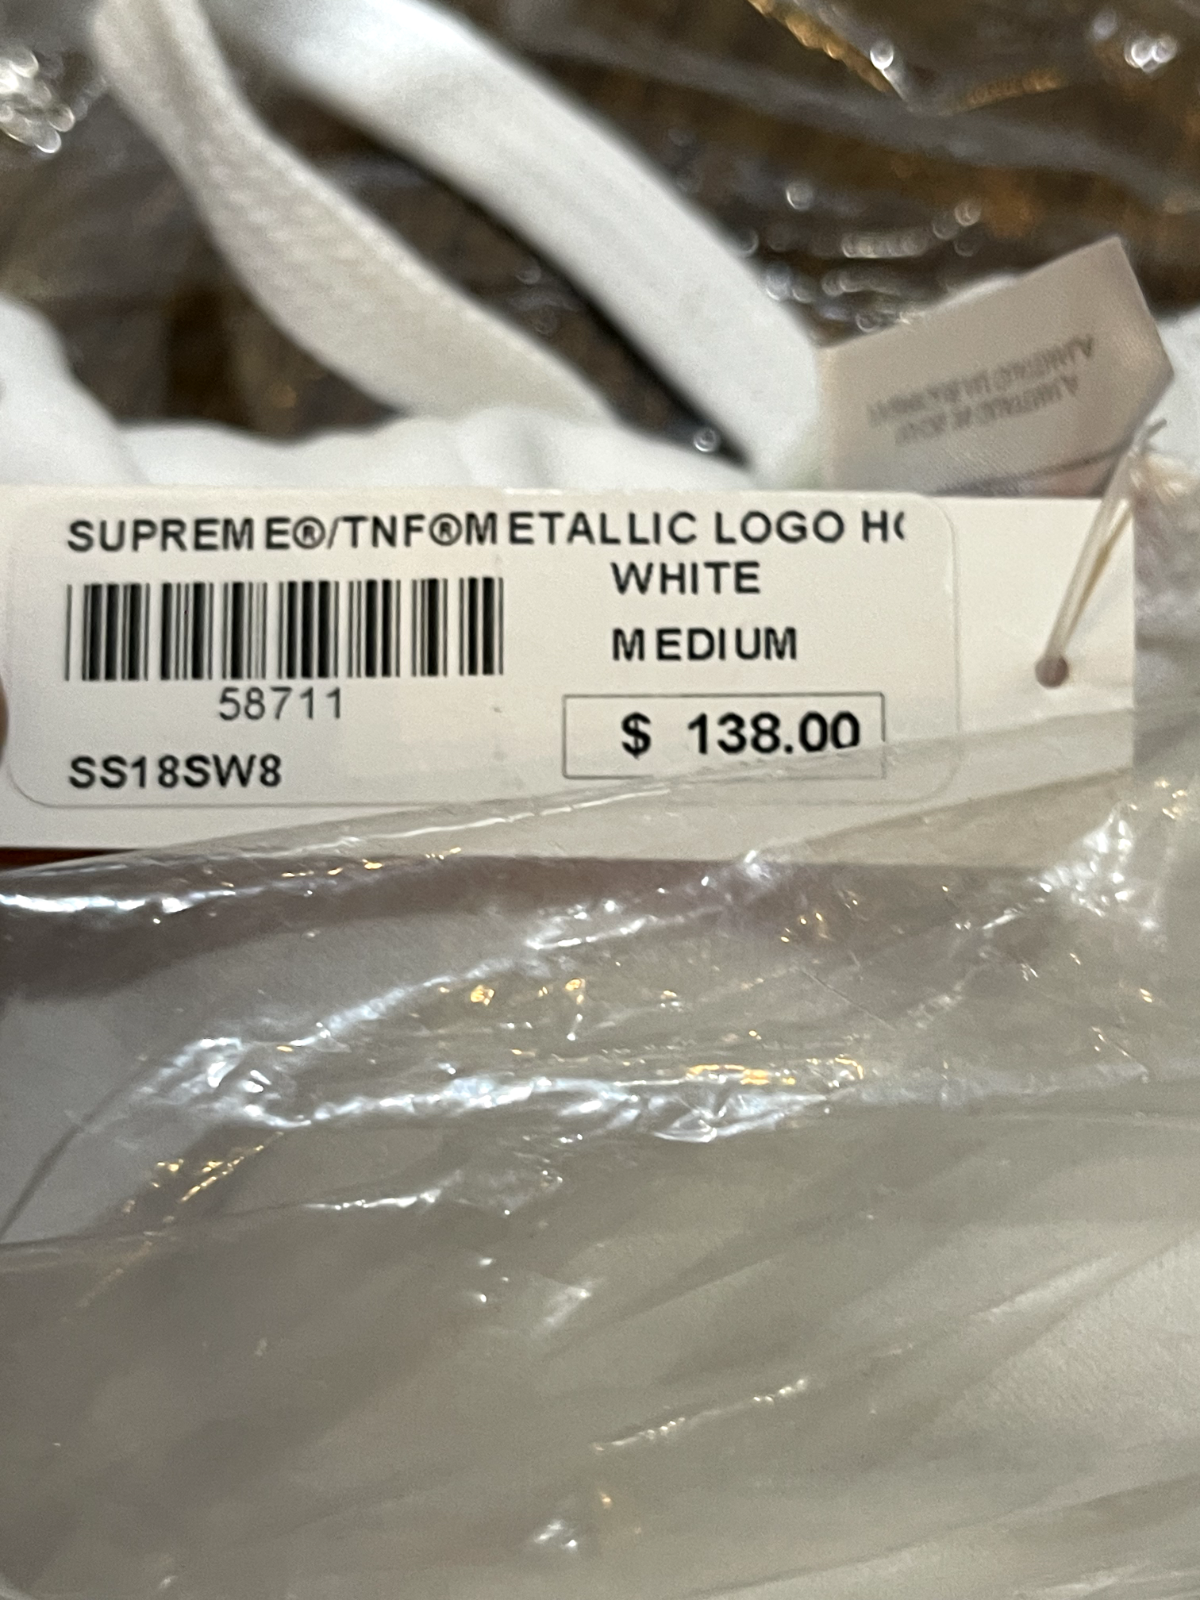 SUPREME®/TNF®METALLIC LOGO
WHITE
MEDIUM
58711
$ 138.00
SS18SW8